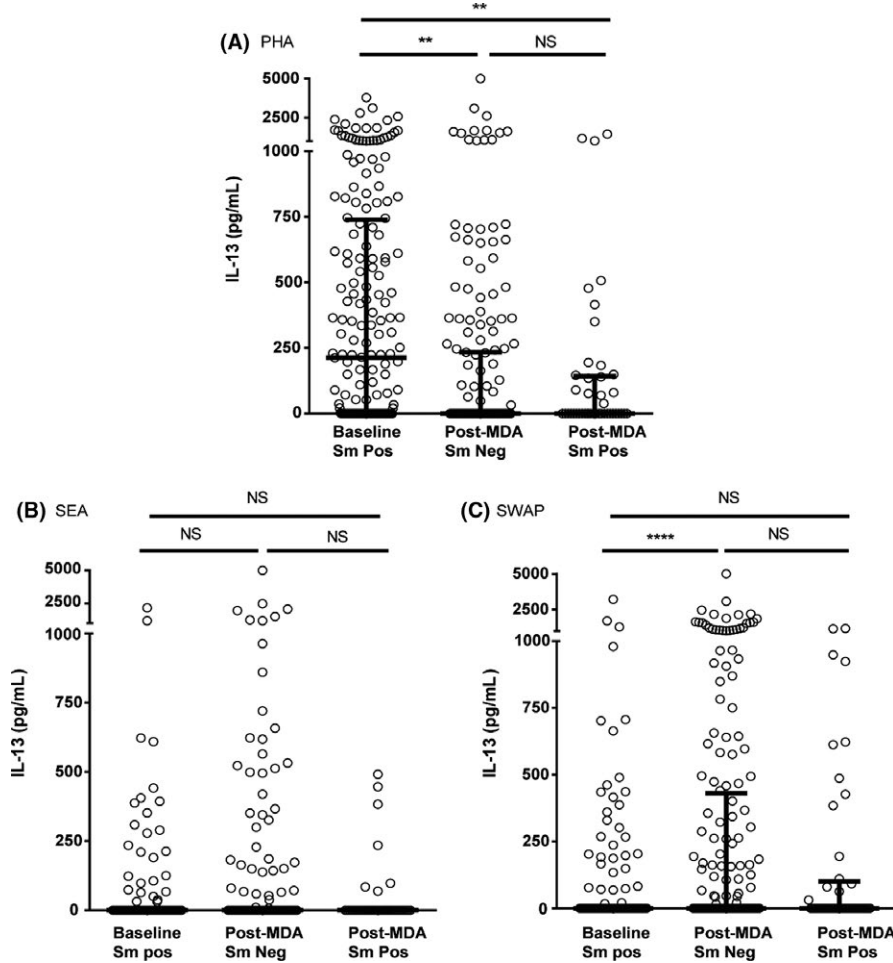 **
(A) PHA
** NS
5000
2500
1000
750
500
250
0
IL-13 (pg/mL)
Baseline Post-MDA Post-MDA
Sm Pos Sm Neg Sm Pos
NS
(B) SEA
NS NS
5000
2500
1000
750
500
250
0
IL-13 (pg/mL)
Baseline Post-MDA Post-MDA
Sm pos Sm Neg Sm Pos
NS
(C) SWAP
**** NS
5000
2500
1000
750
500
250
0
IL-13 (pg/mL)
Baseline Post-MDA Post-MDA
Sm pos Sm Neg Sm Pos